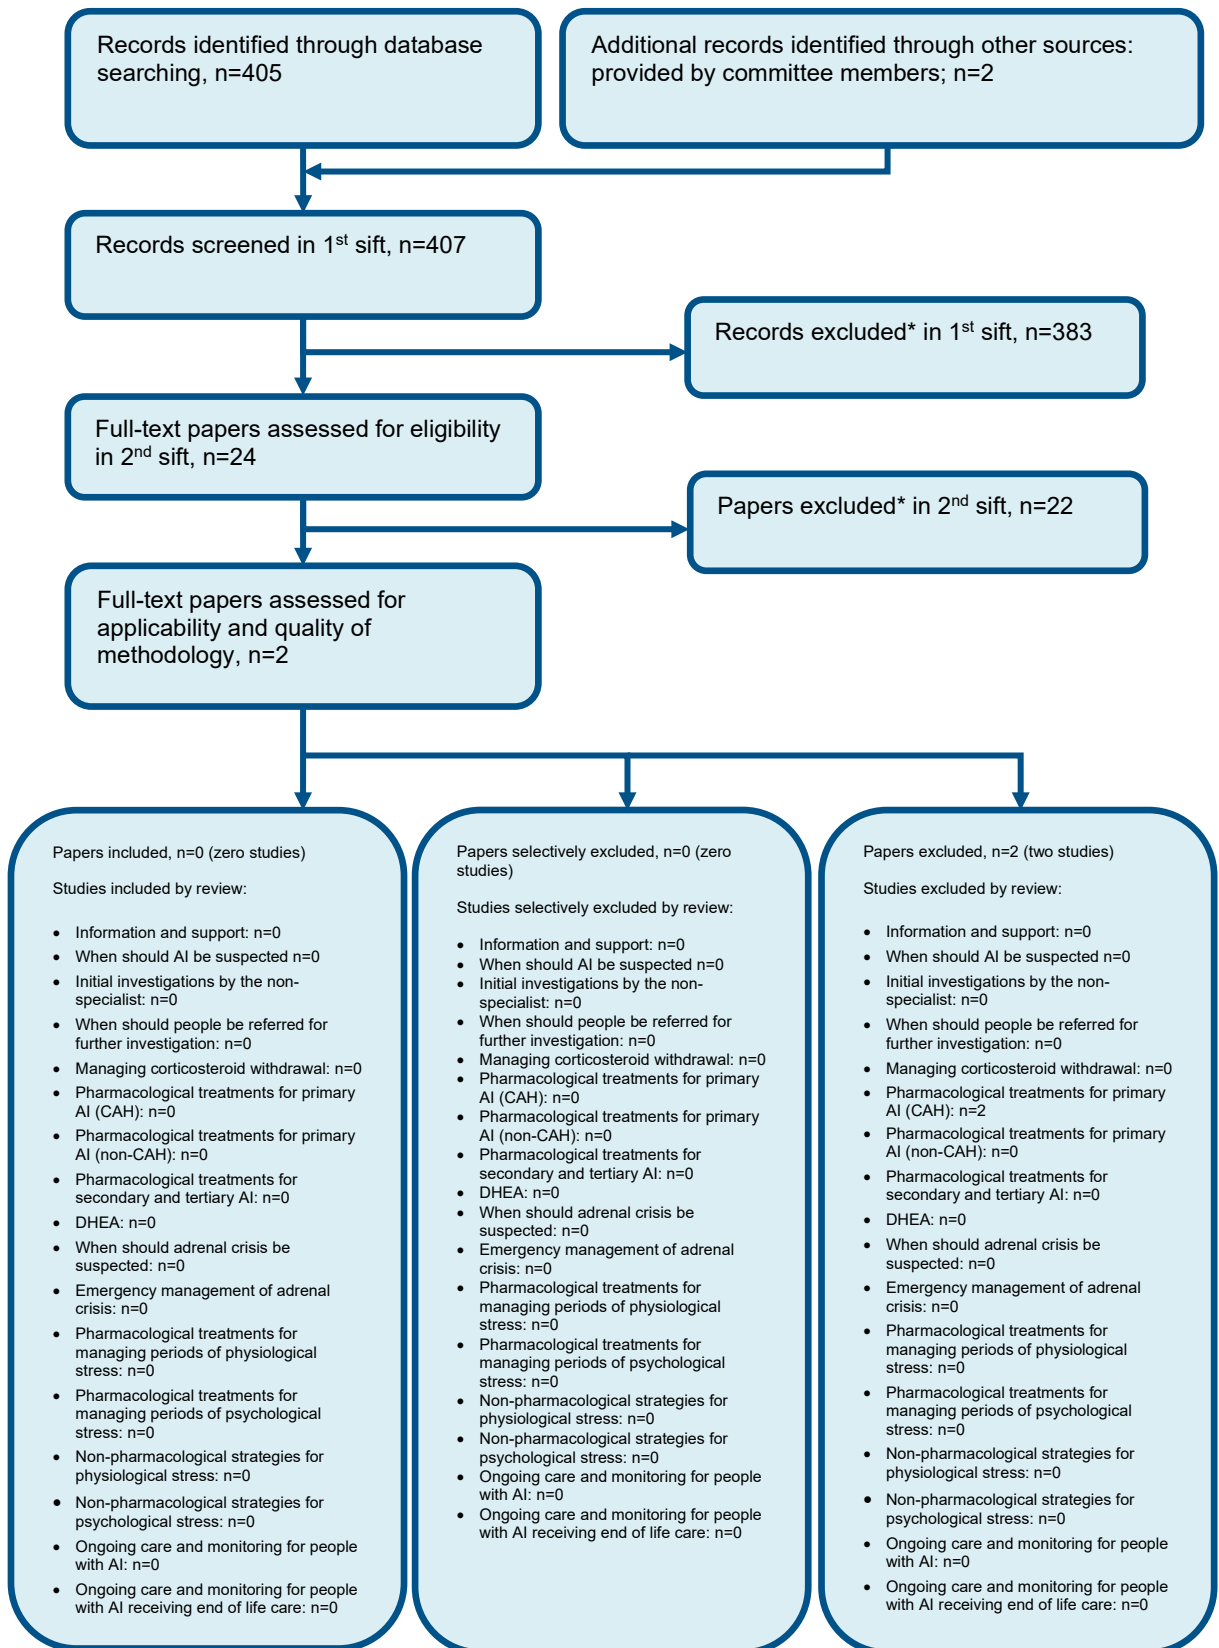 Records identified through database
searching, n=405
Additional records identified through other sources:
provided by committee members; n=2
Records screened in 1st sift, n=407
Records excluded* in 1st sift, n=383
Full-text papers assessed for eligibility
in 2nd sift, n=24
Papers excluded* in 2nd sift, n=22
Full-text papers assessed for
applicability and quality of
methodology, n=2
Papers included, n=0 (zero studies)
Studies included by review:
• Information and support: n=0
• When should AI be suspected n=0
• Initial investigations by the non-
specialist: n=0
• When should people be referred for
further investigation: n=0
• Managing corticosteroid withdrawal: n=0
• Pharmacological treatments for primary
AI (CAH): n=0
• Pharmacological treatments for primary
AI (non-CAH): n=0
• Pharmacological treatments for
secondary and tertiary AI: n=0
• DHEA: n=0
• When should adrenal crisis be
suspected: n=0
• Emergency management of adrenal
crisis: n=0
• Pharmacological treatments for
managing periods of physiological
stress: n=0
• Pharmacological treatments for
managing periods of psychological
stress: n=0
• Non-pharmacological strategies for
physiological stress: n=0
• Non-pharmacological strategies for
psychological stress: n=0
• Ongoing care and monitoring for people
with AI: n=0
• Ongoing care and monitoring for people
with AI receiving end of life care: n=0
Papers selectively excluded, n=0 (zero
studies)
Studies selectively excluded by review:
• Information and support: n=0
• When should AI be suspected n=0
• Initial investigations by the non-
specialist: n=0
• When should people be referred for
further investigation: n=0
• Managing corticosteroid withdrawal: n=0
• Pharmacological treatments for primary
AI (CAH): n=0
• Pharmacological treatments for primary
AI (non-CAH): n=0
• Pharmacological treatments for
secondary and tertiary AI: n=0
• DHEA: n=0
• When should adrenal crisis be
suspected: n=0
• Emergency management of adrenal
crisis: n=0
• Pharmacological treatments for
managing periods of physiological
stress: n=0
• Pharmacological treatments for
managing periods of psychological
stress: n=0
• Non-pharmacological strategies for
physiological stress: n=0
• Non-pharmacological strategies for
psychological stress: n=0
• Ongoing care and monitoring for people
with AI: n=0
• Ongoing care and monitoring for people
with AI receiving end of life care: n=0
Papers excluded, n=2 (two studies)
Studies excluded by review:
• Information and support: n=0
• When should AI be suspected n=0
• Initial investigations by the non-
specialist: n=0
• When should people be referred for
further investigation: n=0
• Managing corticosteroid withdrawal: n=0
• Pharmacological treatments for primary
AI (CAH): n=2
• Pharmacological treatments for primary
AI (non-CAH): n=0
• Pharmacological treatments for
secondary and tertiary AI: n=0
• DHEA: n=0
• When should adrenal crisis be
suspected: n=0
• Emergency management of adrenal
crisis: n=0
• Pharmacological treatments for
managing periods of physiological
stress: n=0
• Pharmacological treatments for
managing periods of psychological
stress: n=0
• Non-pharmacological strategies for
physiological stress: n=0
• Non-pharmacological strategies for
psychological stress: n=0
• Ongoing care and monitoring for people
with AI: n=0
• Ongoing care and monitoring for people
with AI receiving end of life care: n=0